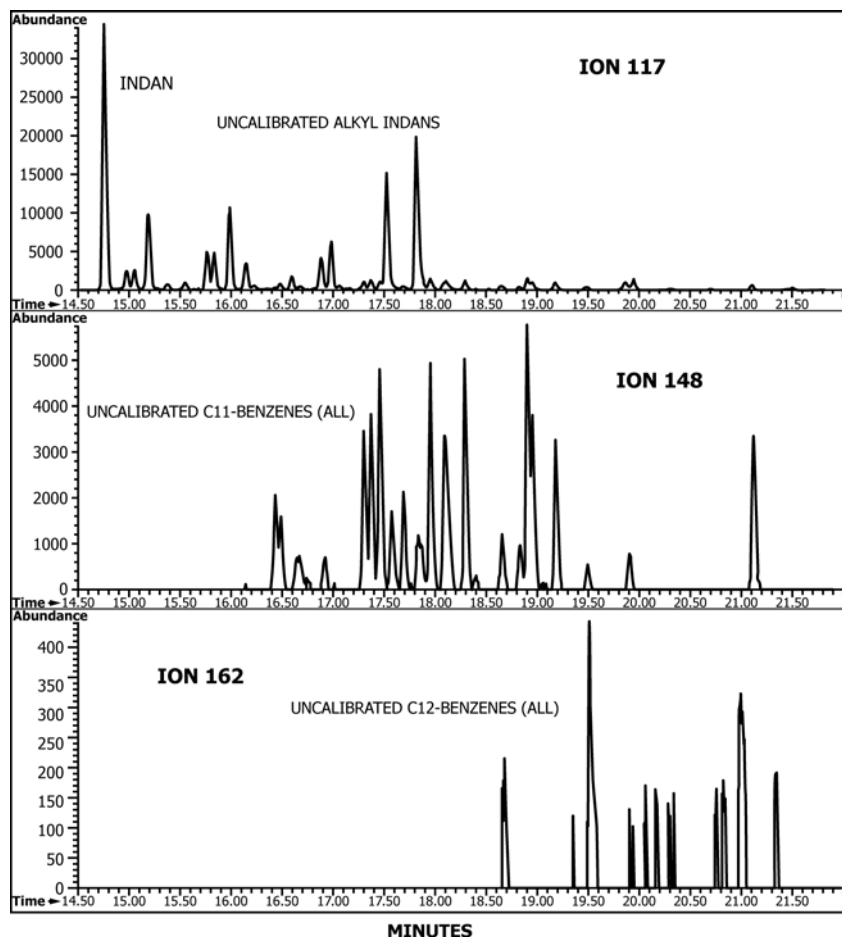 Abundance
30000
ION 117
INDAN
25000
UNCALIBRATED ALKYL INDANS
20000
15000
10000
5000
0
Time
14.50 15.00 15.50 16.00 16.50 17.00 17.50 18.00 18.50 19.00 19.50 20.00 20.50 21.00 21.50
Abundance
5000
ION 148
4000
UNCALIBRATED C11-BENZENES (ALL)
3000
2000
1000
0
Time
14.50 15.00 15.50 16.00 16.50 17.00 17.50 18.00 18.50 19.00 19.50 20.00 20.50 21.00 21.50
Abundance
400
ION 162
350
UNCALIBRATED C12-BENZENES (ALL)
300
250
200
150
100
50
0
Time
14.50 15.00 15.50 16.00 16.50 17.00 17.50 18.00 18.50 19.00 19.50 20.00 20.50 21.00 21.50
MINUTES